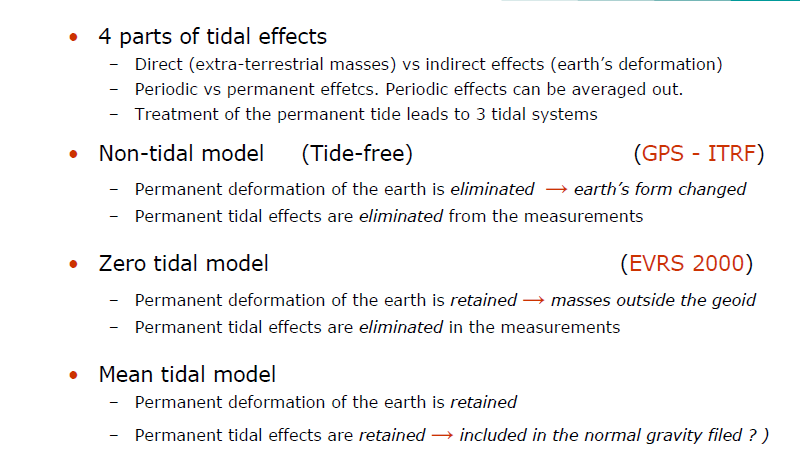 • 4 parts of tidal effects
– Direct (extra-terrestrial masses) vs indirect effects (earth's deformation)
– Periodic vs permanent effetcs. Periodic effects can be averaged out.
– Treatment of the permanent tide leads to 3 tidal systems
• Non-tidal model (Tide-free) (GPS - ITRF)
– Permanent deformation of the earth is eliminated → earth's form changed
– Permanent tidal effects are eliminated from the measurements
• Zero tidal model (EVRS 2000)
– Permanent deformation of the earth is retained → masses outside the geoid
– Permanent tidal effects are eliminated in the measurements
• Mean tidal model
– Permanent deformation of the earth is retained
– Permanent tidal effects are retained → included in the normal gravity filed ? )